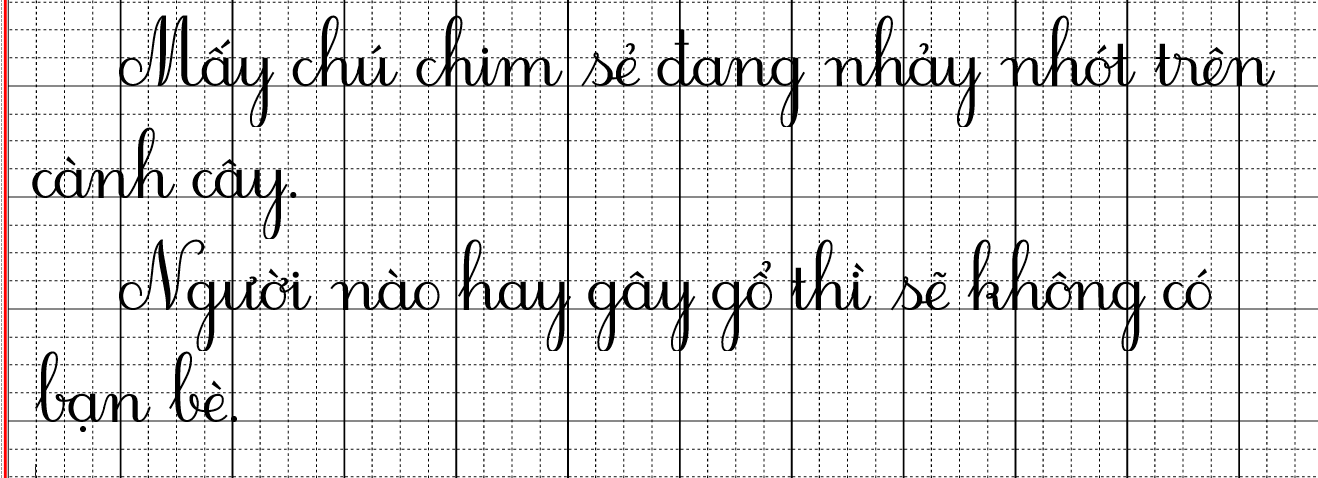 Mấy chú chim sẻ đang nhảy nhót trên
cành cây.
Người nào hay gây gổ thì sẽ không có
bạn bè.